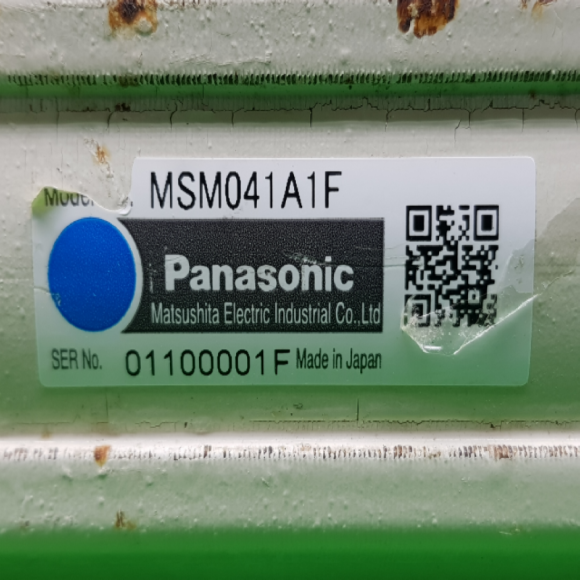 MSM041A1F
Panasonic
Matsushita Electric Industrial Co.,Ltd
SER No. 01100001F Made in Japan